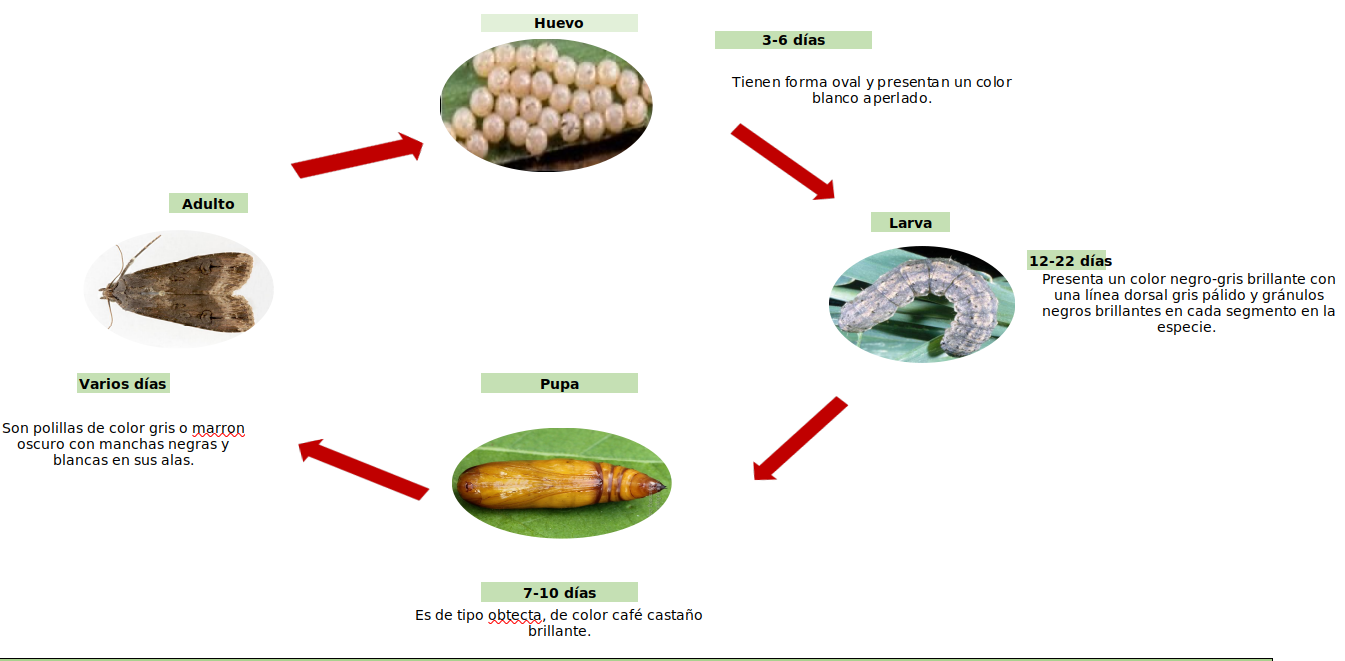 Huevo
3-6 días
Tienen forma oval y presentan un color
blanco aperlado.
Larva
12-22 días
Presenta un color negro-gris brillante con
una línea dorsal gris pálido y gránulos
negros brillantes en cada segmento en la
especie.
Pupa
7-10 días
Es de tipo obtecta, de color café castaño
brillante.
Adulto
Varios días
Son polillas de color gris o marron
oscuro con manchas negras y
blancas en sus alas.